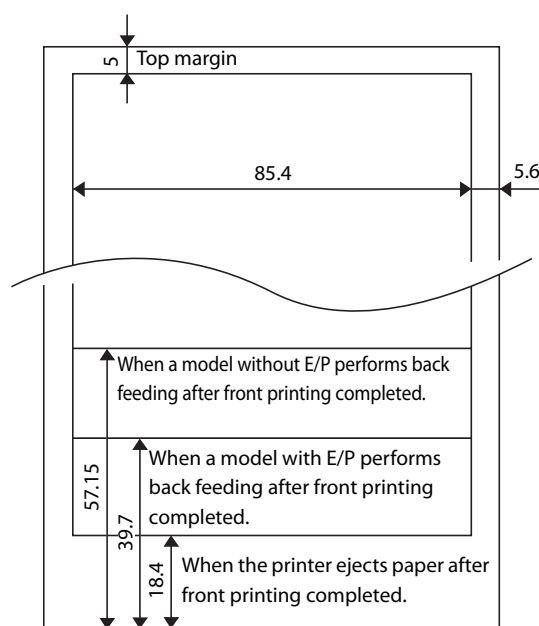 5
Top margin
85.4
5.6
When a model without E/P performs back
feeding after front printing completed.
57.15
When a model with E/P performs
back feeding after front printing
completed.
39.7
When the printer ejects paper after
front printing completed.
18.4